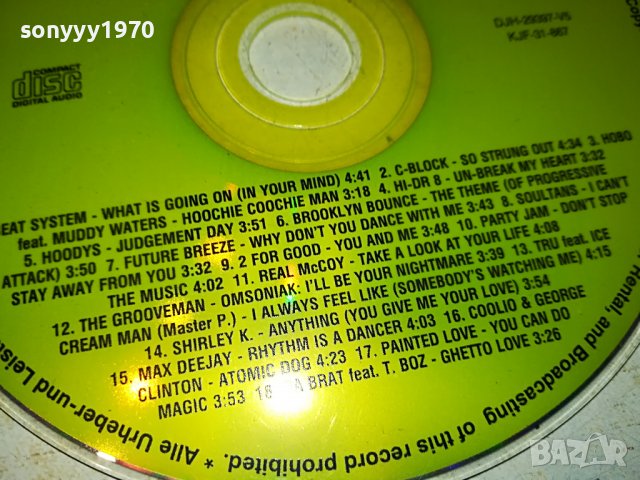 sonyyy1970
COMPACT
disc
DIGITAL AUDIO
DJH-29397-V5
KJF-31-667
BEAT SYSTEM - WHAT IS GOING ON (IN YOUR MIND) 4:41 2. C-BLOCK - SO STRUNG OUT 4:34 3. HOBO
feat. MUDDY WATERS - HOOCHIE COOCHIE MAN 3:18 4. HI-DR 8 - UN-BREAK MY HEART 3:32
5. HOODYS - JUDGEMENT DAY 3:51 6. BROOKLYN BOUNCE - THE THEME (OF PROGRESSIVE
ATTACK) 3:50 7. FUTURE BREEZE - WHY DON'T YOU DANCE WITH ME 3:43 8. SOULTANS - I CAN'T
STAY AWAY FROM YOU 3:32 9. 2 FOR GOOD - YOU AND ME 3:48 10. PARTY JAM - DON'T STOP
THE MUSIC 4:02 11. REAL McCOY - TAKE A LOOK AT YOUR LIFE 4:08
12. THE GROOVEMAN - OMSONIAK: I'LL BE YOUR NIGHTMARE 3:39 13. TRU feat. ICE
CREAM MAN (Master P.) - I ALWAYS FEEL LIKE (SOMEBODY'S WATCHING ME) 4:15
14. SHIRLEY K. - ANYTHING (YOU GIVE ME YOUR LOVE) 3:54
15. MAX DEEJAY - RHYTHM IS A DANCER 4:03 16. COOLIO & GEORGE
CLINTON - ATOMIC DOG 4:23 17. PAINTED LOVE - YOU CAN DO
MAGIC 3:53 18 A BRAT feat. T. BOZ - GHETTO LOVE 3:26
Rental, and Broadcasting of this record prohibited. * Alle Urheber-und Leist
BAZAR
bg